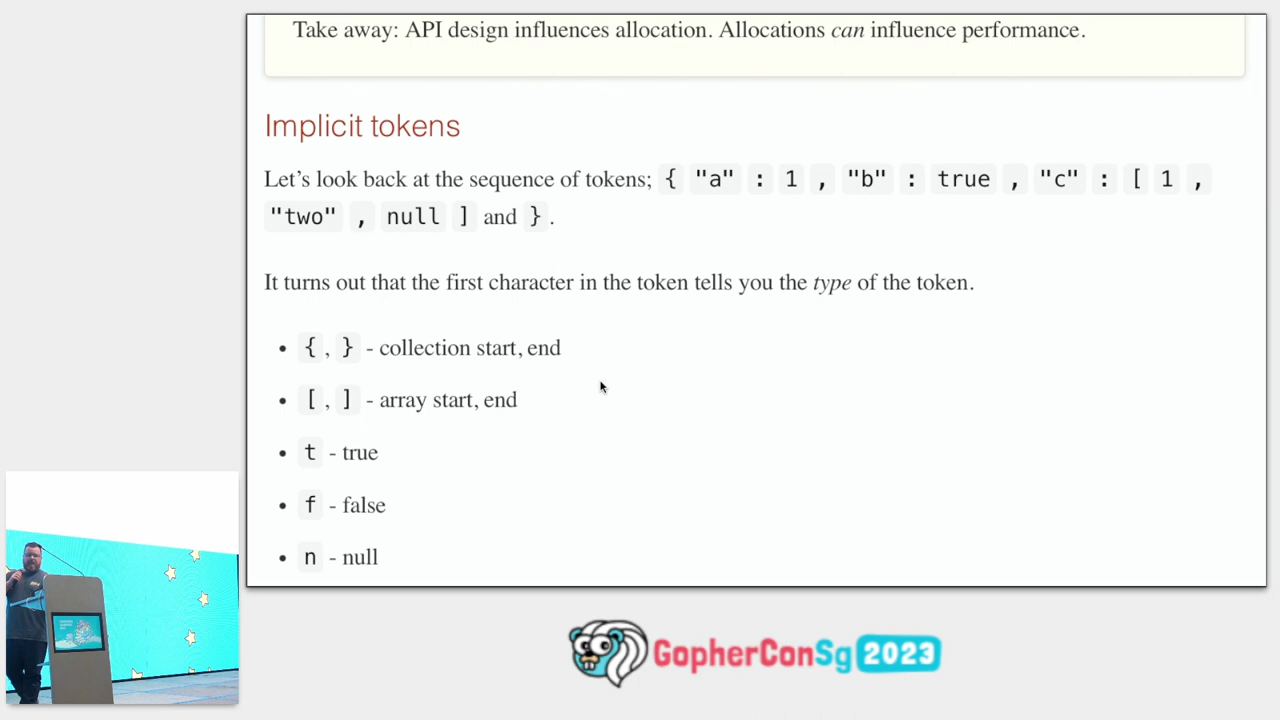 Take away: API design influences allocation. Allocations can influence performance.
Implicit tokens
Let’s look back at the sequence of tokens; { "a" : 1 , "b" : true , "c" : [ 1 ,
"two" , null ] and } .
It turns out that the first character in the token tells you the type of the token.
• { , } - collection start, end
• [ , ] - array start, end
• t - true
• f - false
• n - null
GopherConSg 2023